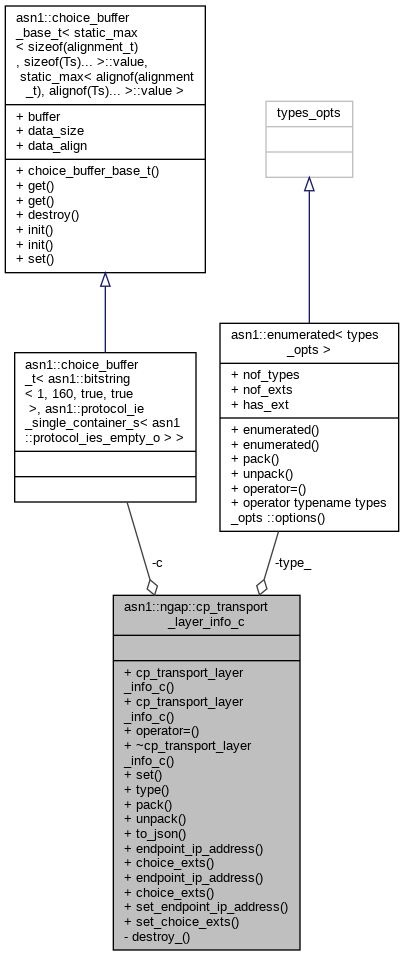 asn1::choice_buffer
_base_t< static_max
< sizeof(alignment_t)
, sizeof(Ts)... >::value,
static_max< alignof(alignment
_t), alignof(Ts)... >::value >
+ buffer
+ data_size
+ data_align
+ choice_buffer_base_t()
+ get()
+ get()
+ destroy()
+ init()
+ init()
+ set()
types_opts
asn1::enumerated< types
_opts >
+ nof_types
+ nof_exts
+ has_ext
+ enumerated()
+ enumerated()
+ pack()
+ unpack()
+ operator=()
+ operator typename types
_opts ::options()
asn1::choice_buffer
_t< asn1::bitstring
< 1, 160, true, true
>, asn1::protocol_ie
_single_container_s< asn1
::protocol_ies_empty_o > >
-c
-type_
asn1::ngap::cp_transport
_layer_info_c
+ cp_transport_layer
_info_c()
+ cp_transport_layer
_info_c()
+ operator=()
+ ~cp_transport_layer
_info_c()
+ set()
+ type()
+ pack()
+ unpack()
+ to_json()
+ endpoint_ip_address()
+ choice_exts()
+ endpoint_ip_address()
+ choice_exts()
+ set_endpoint_ip_address()
+ set_choice_exts()
- destroy_()